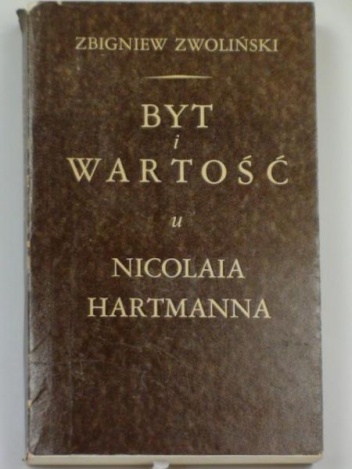 ZBIGNIEW ZWOLIŃSKI
BYT
i
WARTOŚĆ
u
NICOLAIA
HARTMANNA